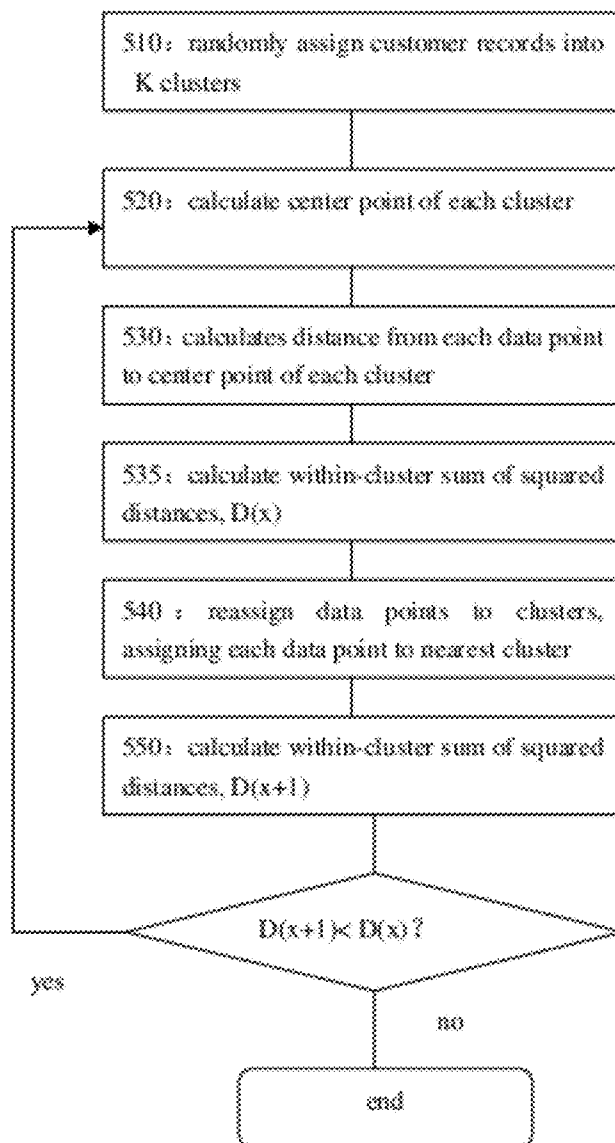 510：randomly assign customer records into
K clusters
520：calculate center point of each cluster
530：calculates distance from each data point
to center point of each cluster
535：calculate within-cluster sum of squared
distances, D(x)
540：reassign data points to clusters,
assigning each data point to nearest cluster
550：calculate within-cluster sum of squared
distances, D(x+1)
D(x+1)< D(x)？
yes
no
end